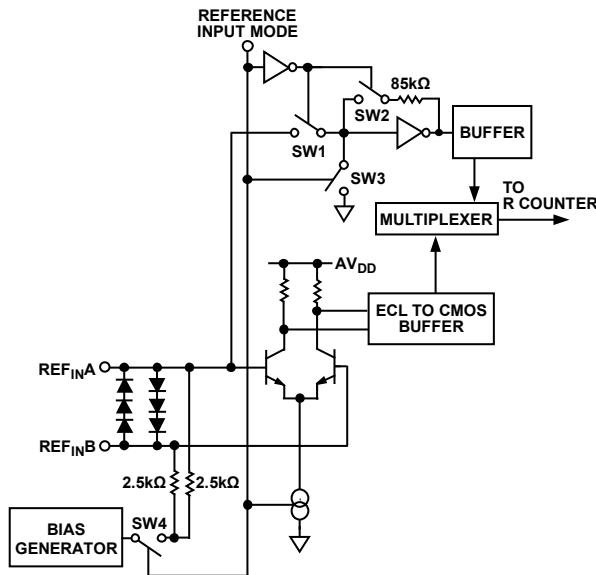 REFERENCE
INPUT MODE
85kΩ
SW2
BUFFER
SW1
SW3
TO
R COUNTER
MULTIPLEXER
AVDD
ECL TO CMOS
BUFFER
REFINA
REFINB
2.5kΩ
2.5kΩ
BIAS
GENERATOR
SW4